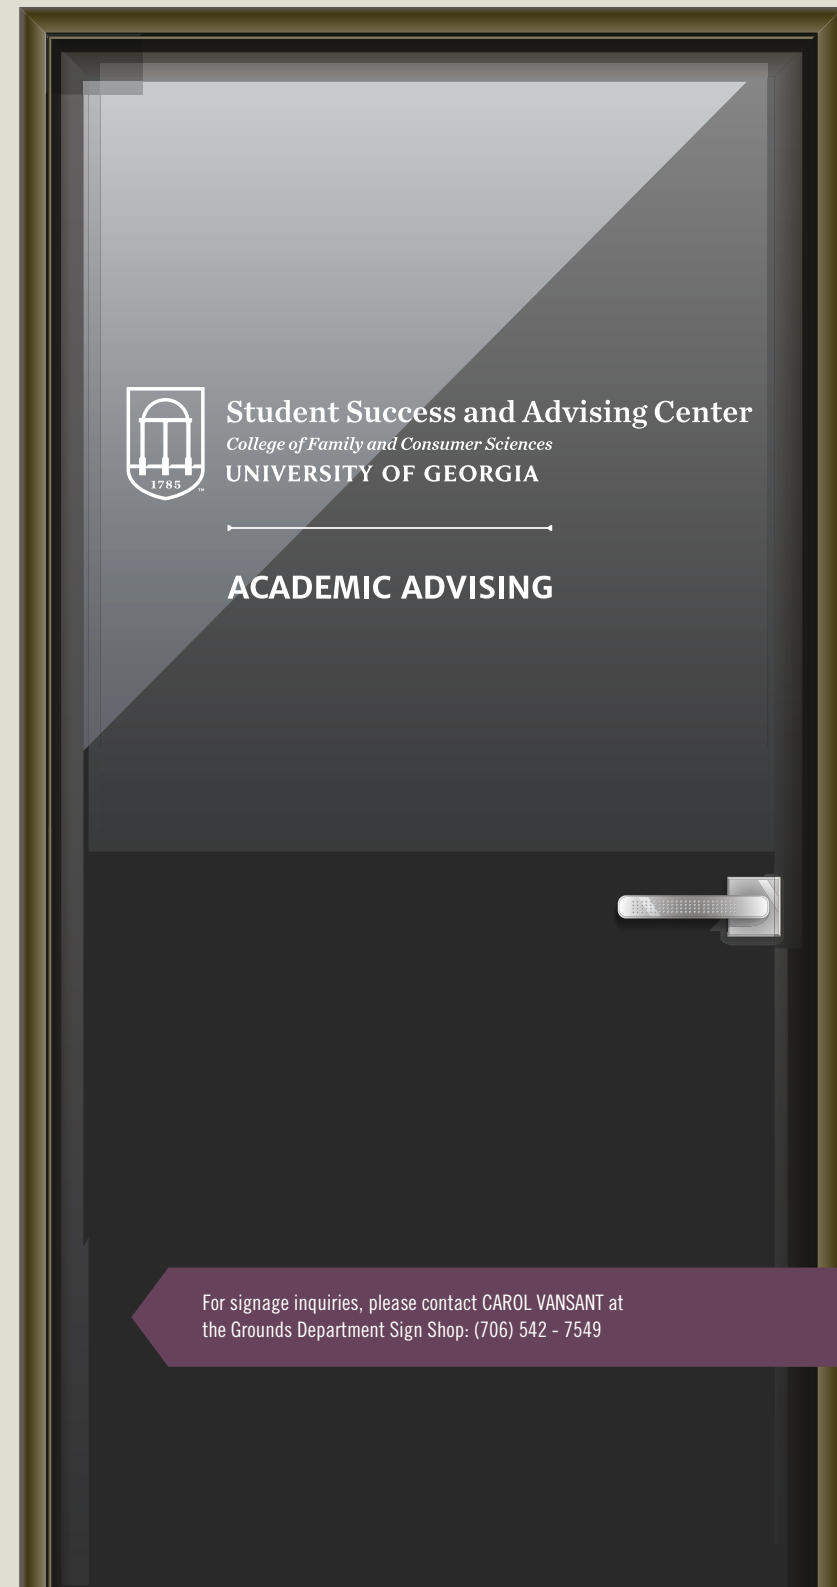 Student Success and Advising Center
College of Family and Consumer Sciences
UNIVERSITY OF GEORGIA
1785
™
ACADEMIC ADVISING
For signage inquiries, please contact CAROL VANSANT at
the Grounds Department Sign Shop: (706) 542 - 7549